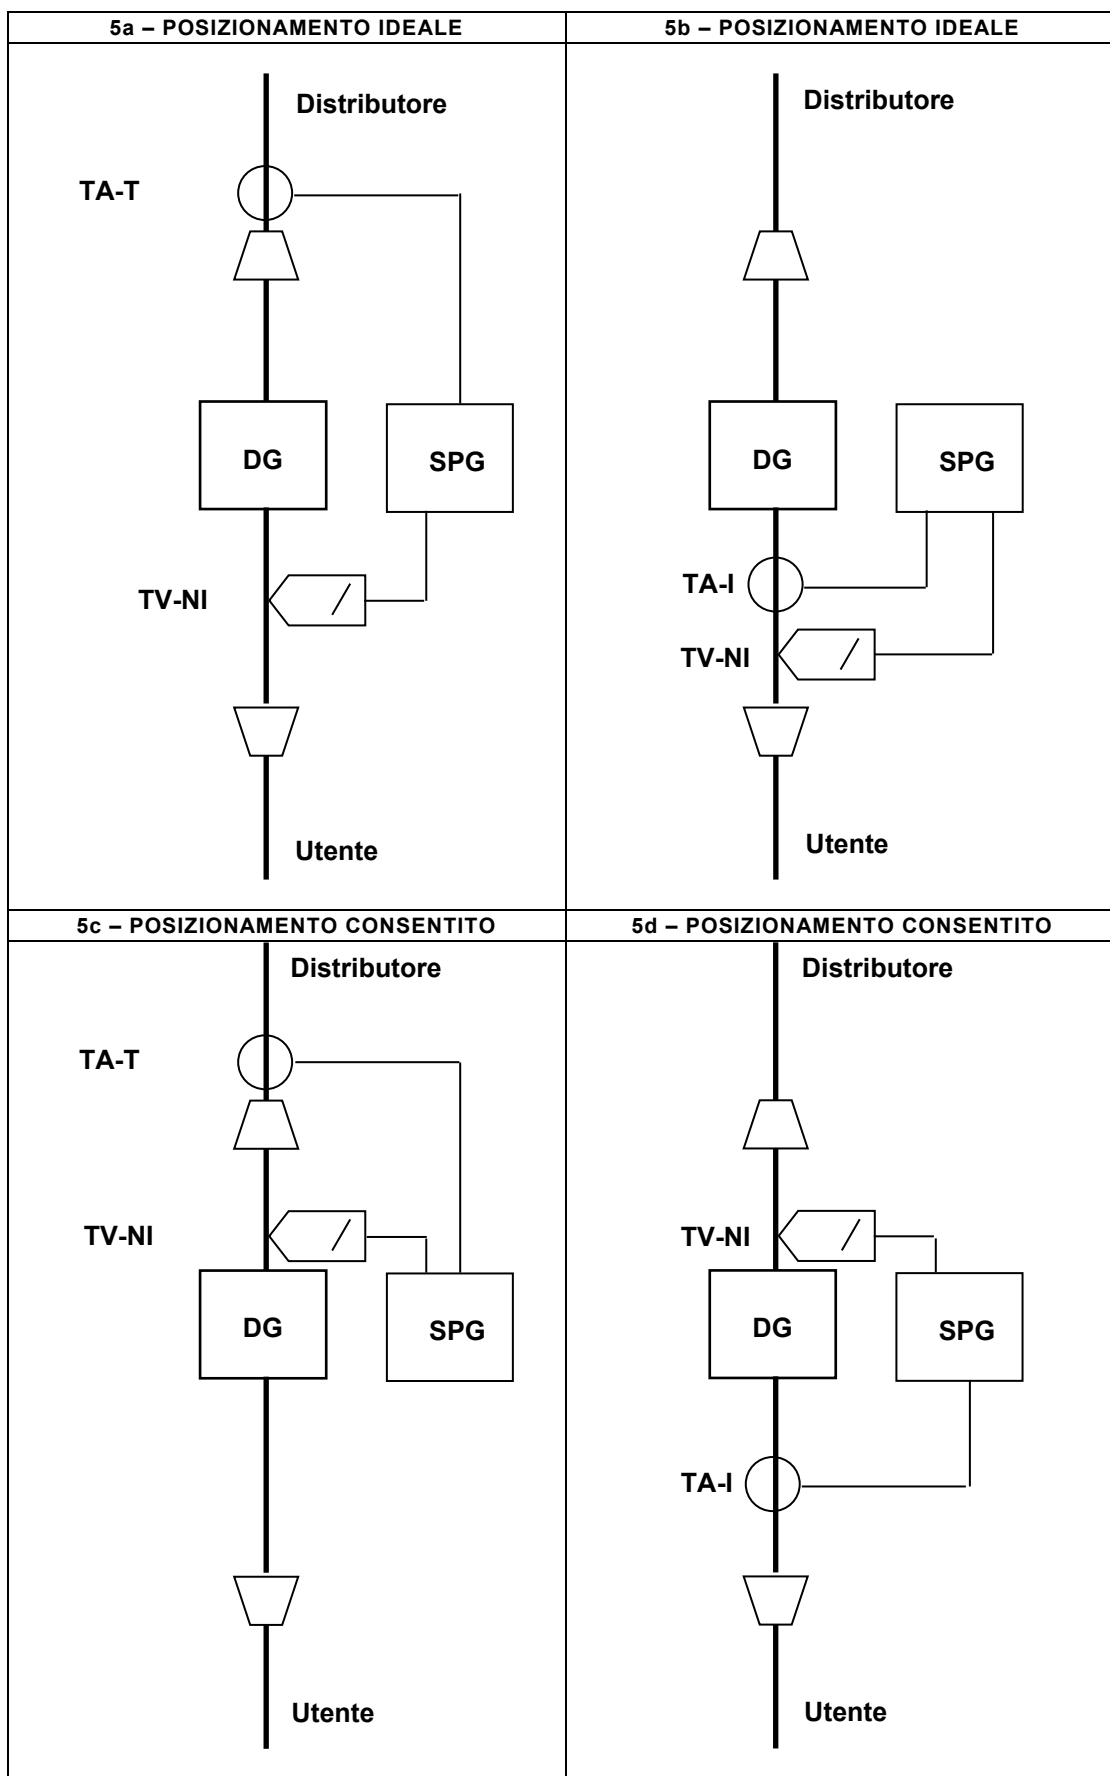 5a – POSIZIONAMENTO IDEALE
Distributore
TA-T
DG
SPG
TV-NI
Utente
5b – POSIZIONAMENTO IDEALE
Distributore
DG
SPG
TA-I
TV-NI
Utente
5c – POSIZIONAMENTO CONSENTITO
Distributore
TA-T
TV-NI
DG
SPG
Utente
5d – POSIZIONAMENTO CONSENTITO
Distributore
TV-NI
DG
SPG
TA-I
Utente